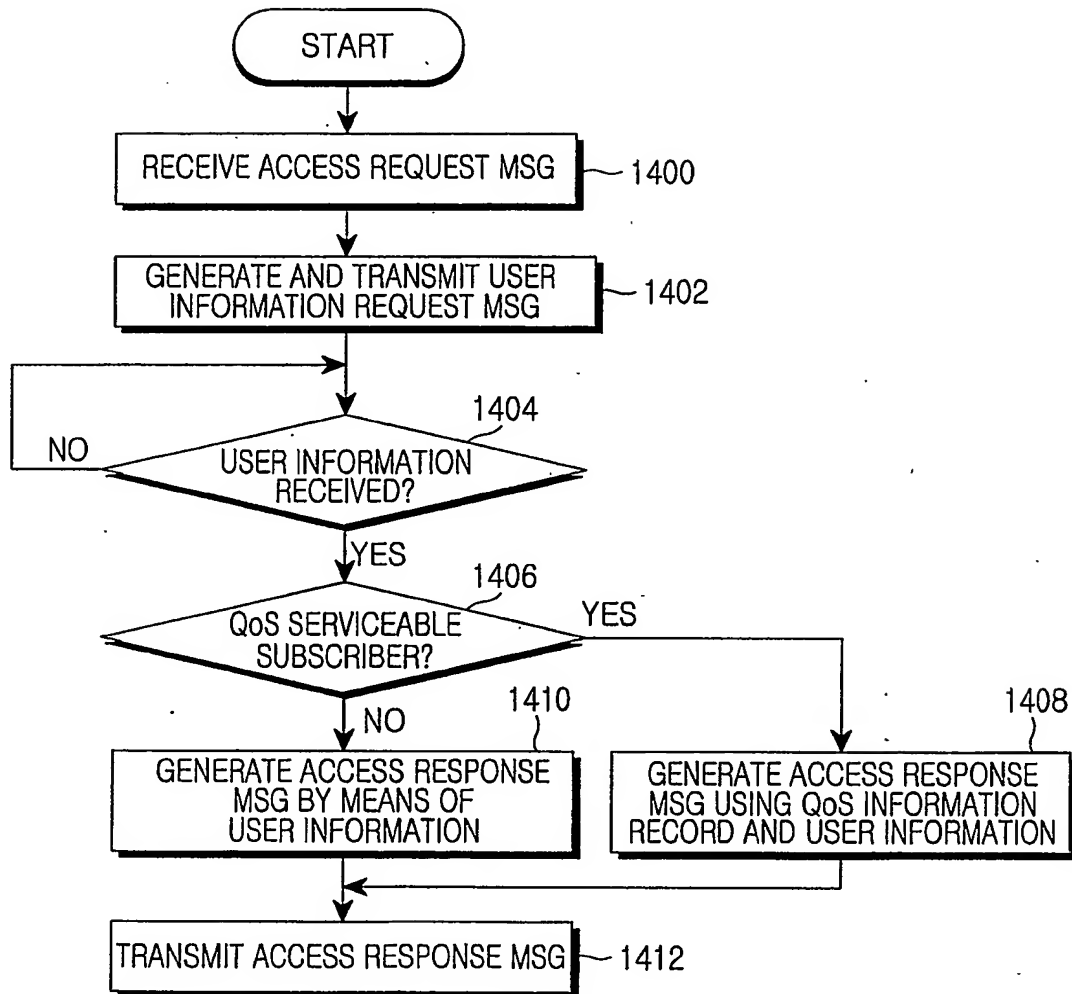 START
RECEIVE ACCESS REQUEST MSG
1400
GENERATE AND TRANSMIT USER
INFORMATION REQUEST MSG
1402
1404
NO
USER INFORMATION
RECEIVED?
YES
1406
QoS SERVICEABLE
SUBSCRIBER?
YES
NO
1410
GENERATE ACCESS RESPONSE
MSG BY MEANS OF
USER INFORMATION
1408
GENERATE ACCESS RESPONSE
MSG USING QoS INFORMATION
RECORD AND USER INFORMATION
TRANSMIT ACCESS RESPONSE MSG
1412